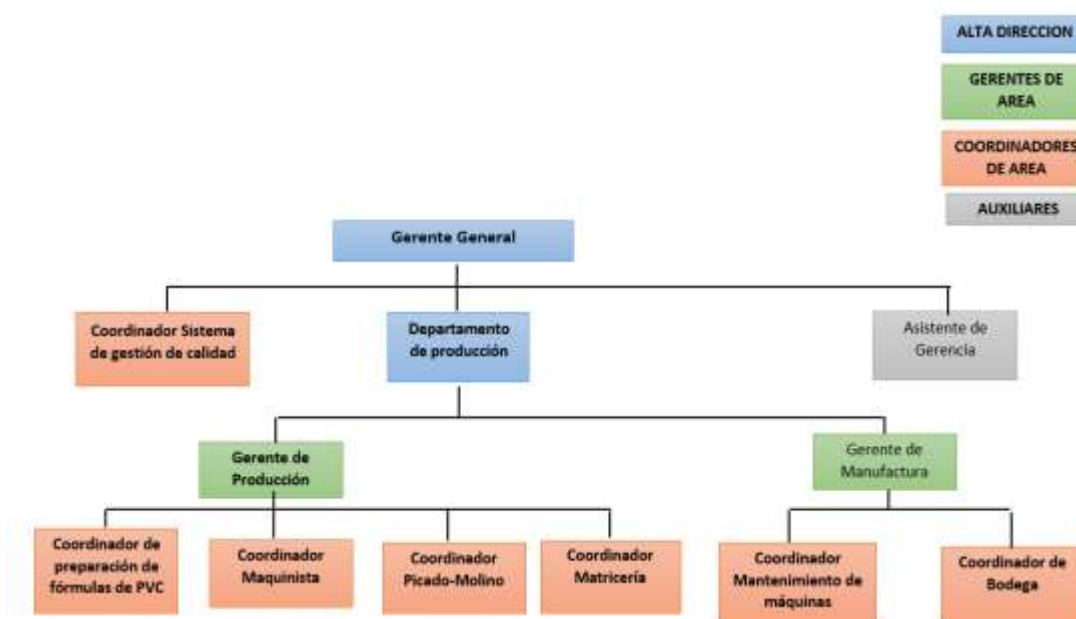 ALTA DIRECCION
GERENTES DE
AREA
COORDINADORES
DE AREA
AUXILIARES
Gerente General
Coordinador Sistema
de gestión de calidad
Departamento
de producción
Asistente de
Gerencia
Gerente de
Producción
Gerente de
Manufactura
Coordinador de
preparación de
fórmulas de PVC
Coordinador
Maquinista
Coordinador
Picado-Molino
Coordinador
Matricería
Coordinador
Mantenimiento de
máquinas
Coordinador de
Bodega